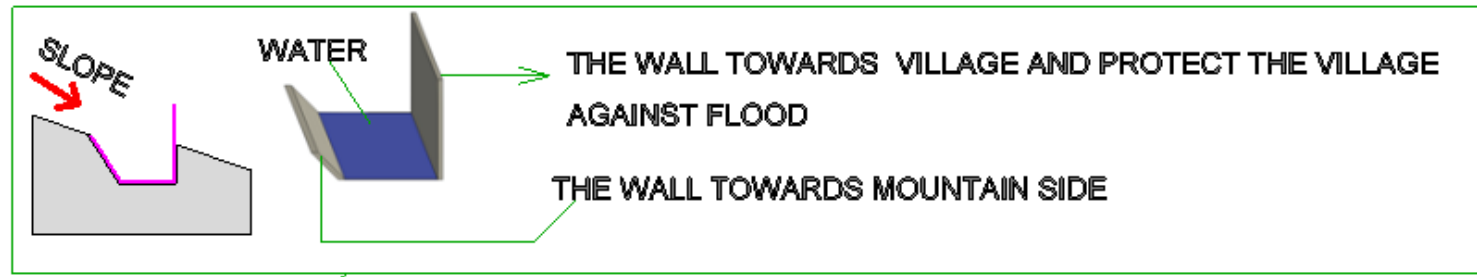 SLOPE
WATER
THE WALL TOWARDS VILLAGE AND PROTECT THE VILLAGE
AGAINST FLOOD
THE WALL TOWARDS MOUNTAIN SIDE